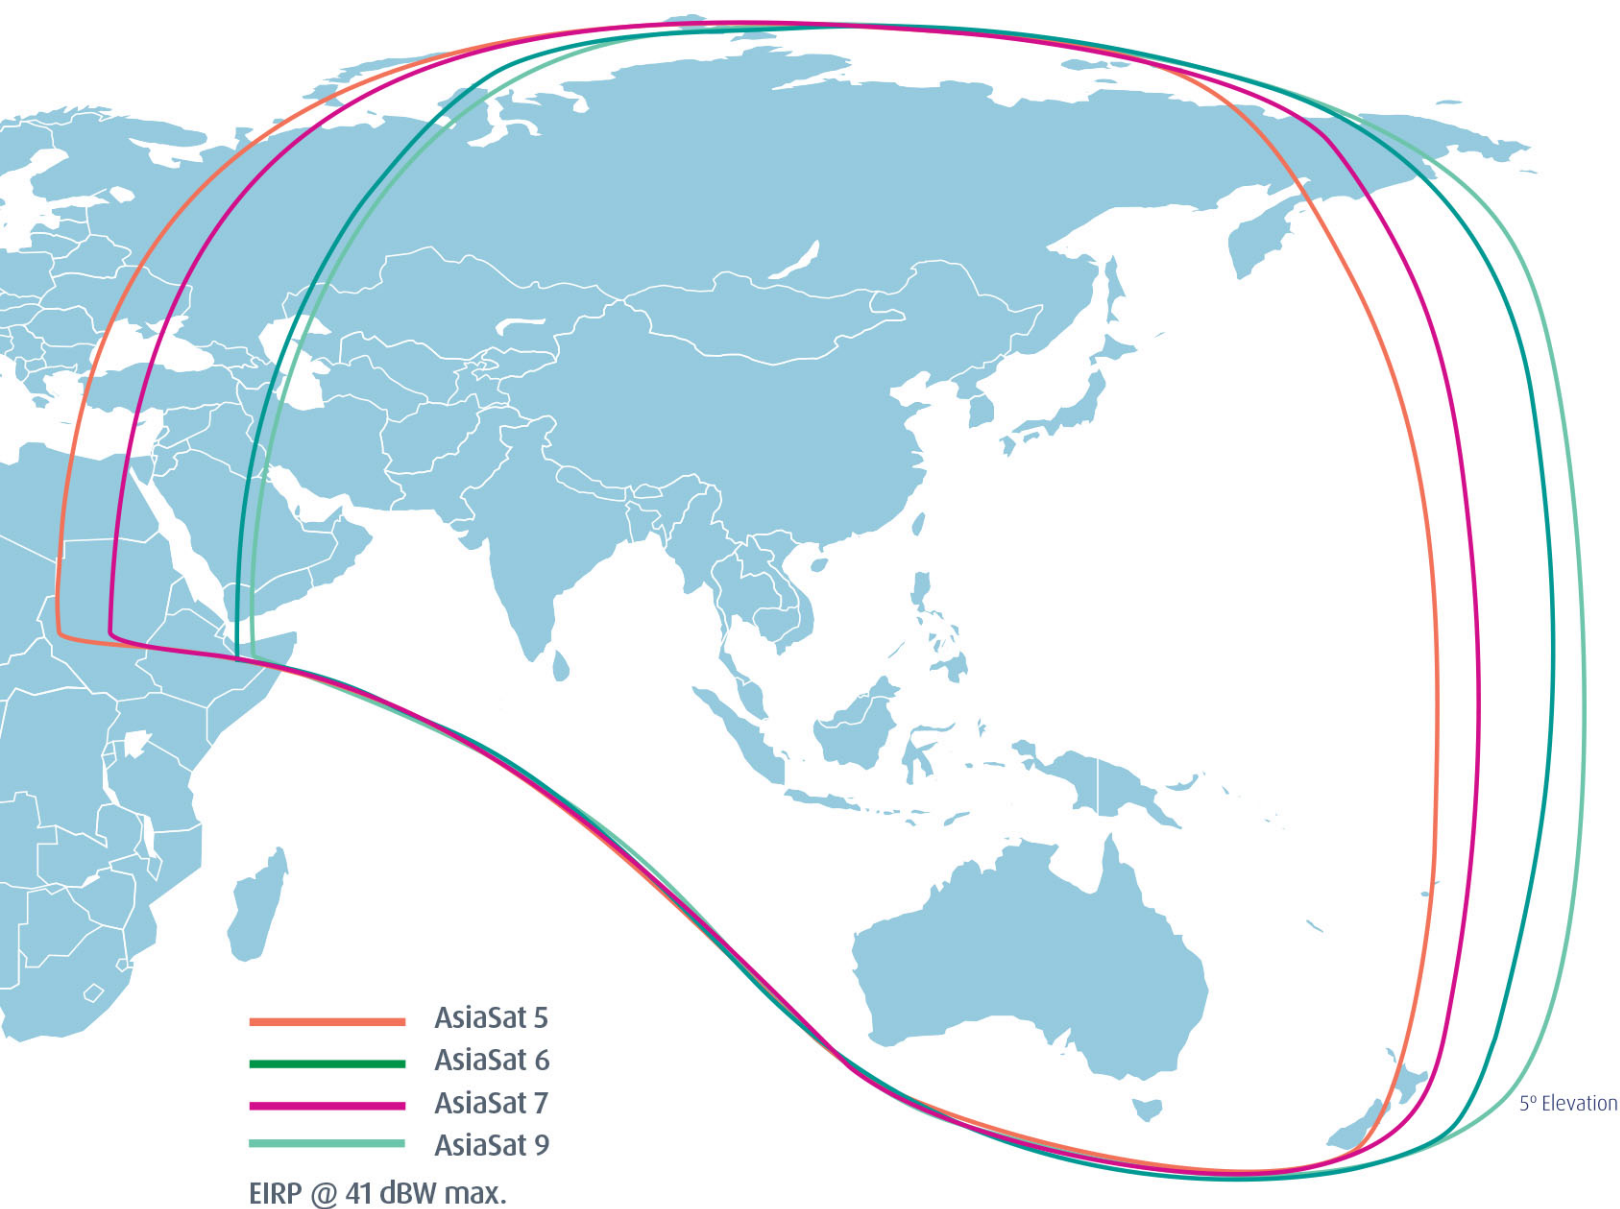 AsiaSat 5
AsiaSat 6
AsiaSat 7
AsiaSat 9
EIRP @ 41 dBW max.
5º Elevation